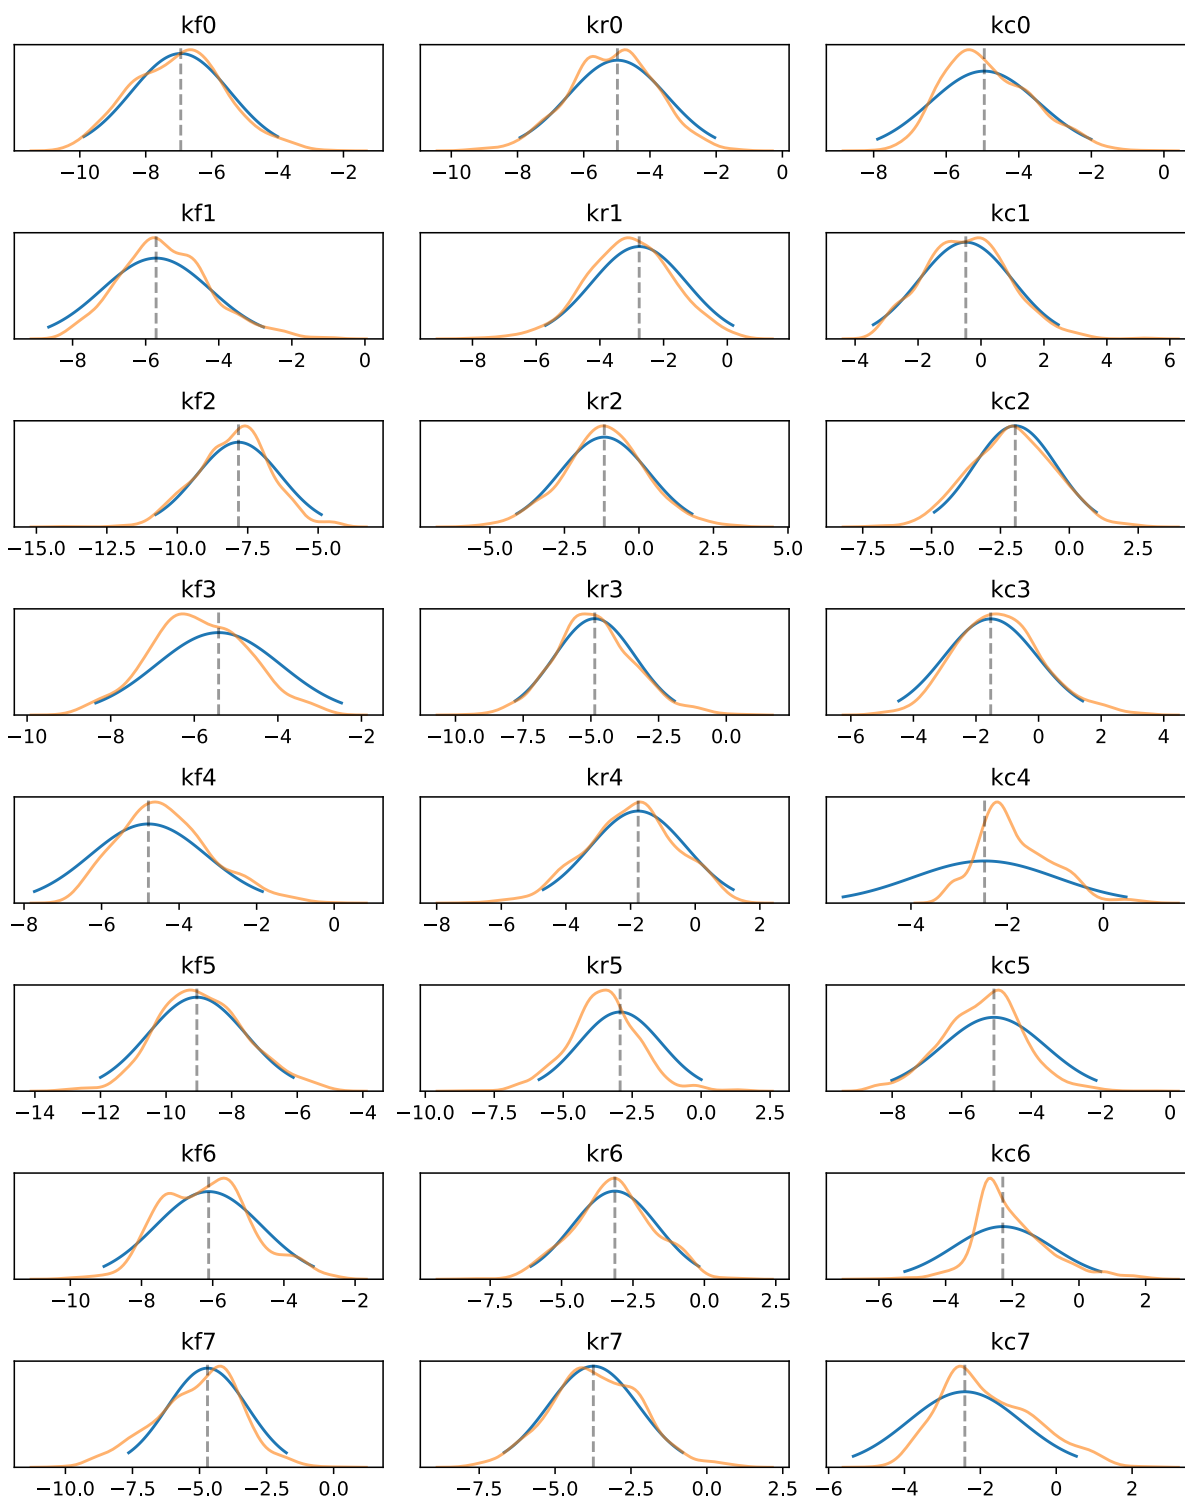 kf0 kr0 kc0
−10 −8 −6 −4 −2 −10 −8 −6 −4 −2 0 −8 −6 −4 −2 0
kf1 kr1 kc1
−8 −6 −4 −2 0 −8 −6 −4 −2 0 −4 −2 0 2 4 6
kf2 kr2 kc2
−15.0 −12.5 −10.0 −7.5 −5.0 −5.0 −2.5 0.0 2.5 5.0 −7.5 −5.0 −2.5 0.0 2.5
kf3 kr3 kc3
−10 −8 −6 −4 −2 −10.0 −7.5 −5.0 −2.5 0.0 −6 −4 −2 0 2 4
kf4 kr4 kc4
−8 −6 −4 −2 0 −8 −6 −4 −2 0 2 −4 −2 0
kf5 kr5 kc5
−14 −12 −10 −8 −6 −4 −10.0 −7.5 −5.0 −2.5 0.0 2.5 −8 −6 −4 −2 0
kf6 kr6 kc6
−10 −8 −6 −4 −2 −7.5 −5.0 −2.5 0.0 2.5 −6 −4 −2 0 2
kf7 kr7 kc7
−10.0 −7.5 −5.0 −2.5 0.0 −7.5 −5.0 −2.5 0.0 2.5 −6 −4 −2 0 2